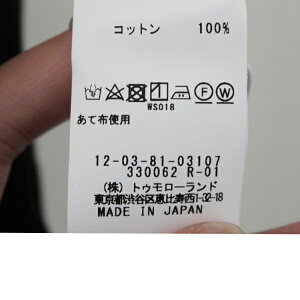 コットン 100%
F W
WS018
あて布使用
12-03-81-03107
330062 R-01
(株) トゥモローランド
東京都渋谷区恵比寿西1-32-18
MADE IN JAPAN